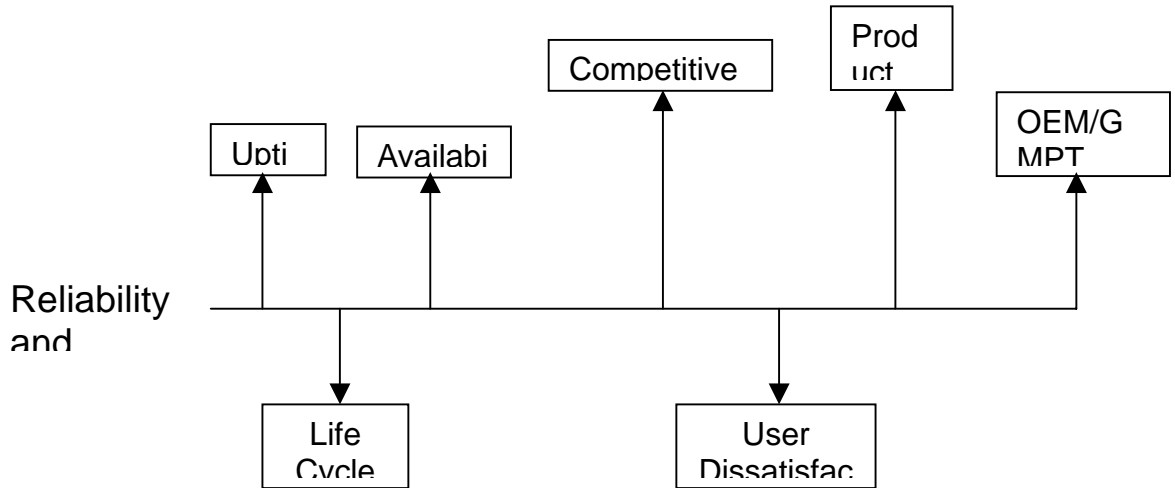 Prod
uct
Competitive
OEM/G
MPT
Upti
Availabi
Reliability
and
Life
Cycle
User
Dissatisfac